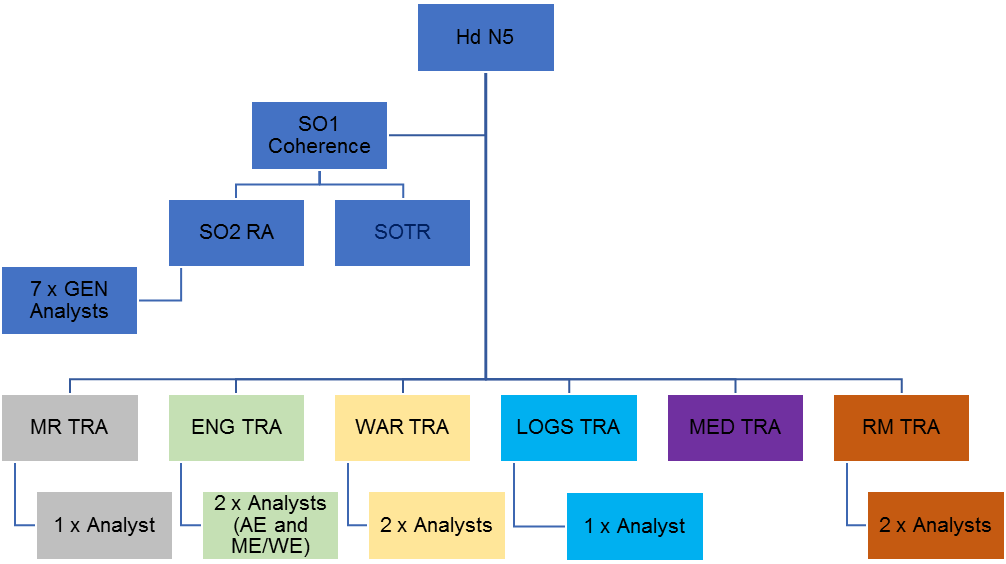 Hd N5
SO1
Coherence
SO2 RA
SOTR
7 x GEN
Analysts
MR TRA
ENG TRA
WAR TRA
LOGS TRA
MED TRA
RM TRA
1 x Analyst
2 x Analysts
(AE and
ME/WE)
2 x Analysts
1 x Analyst
2 x Analysts